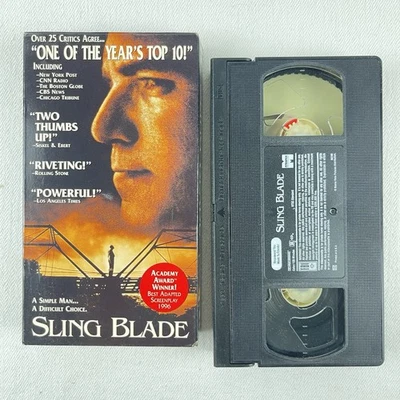 OVER 25 CRITICS AGREE...
"ONE OF THE YEAR'S TOP 10!"
INCLUDING
–NEW YORK POST
–CNN RADIO
–THE BOSTON GLOBE
–CBS NEWS
–CHICAGO TRIBUNE
"TWO
THUMBS
UP!"
–SISKEL & EBERT
"RIVETING!"
–ROLLING STONE
"POWERFUL!"
–LOS ANGELES TIMES
ACADEMY
AWARD
WINNER!
BEST ADAPTED
SCREENPLAY
1996
A SIMPLE MAN...
A DIFFICULT CHOICE.
SLING BLADE
SLING BLADE